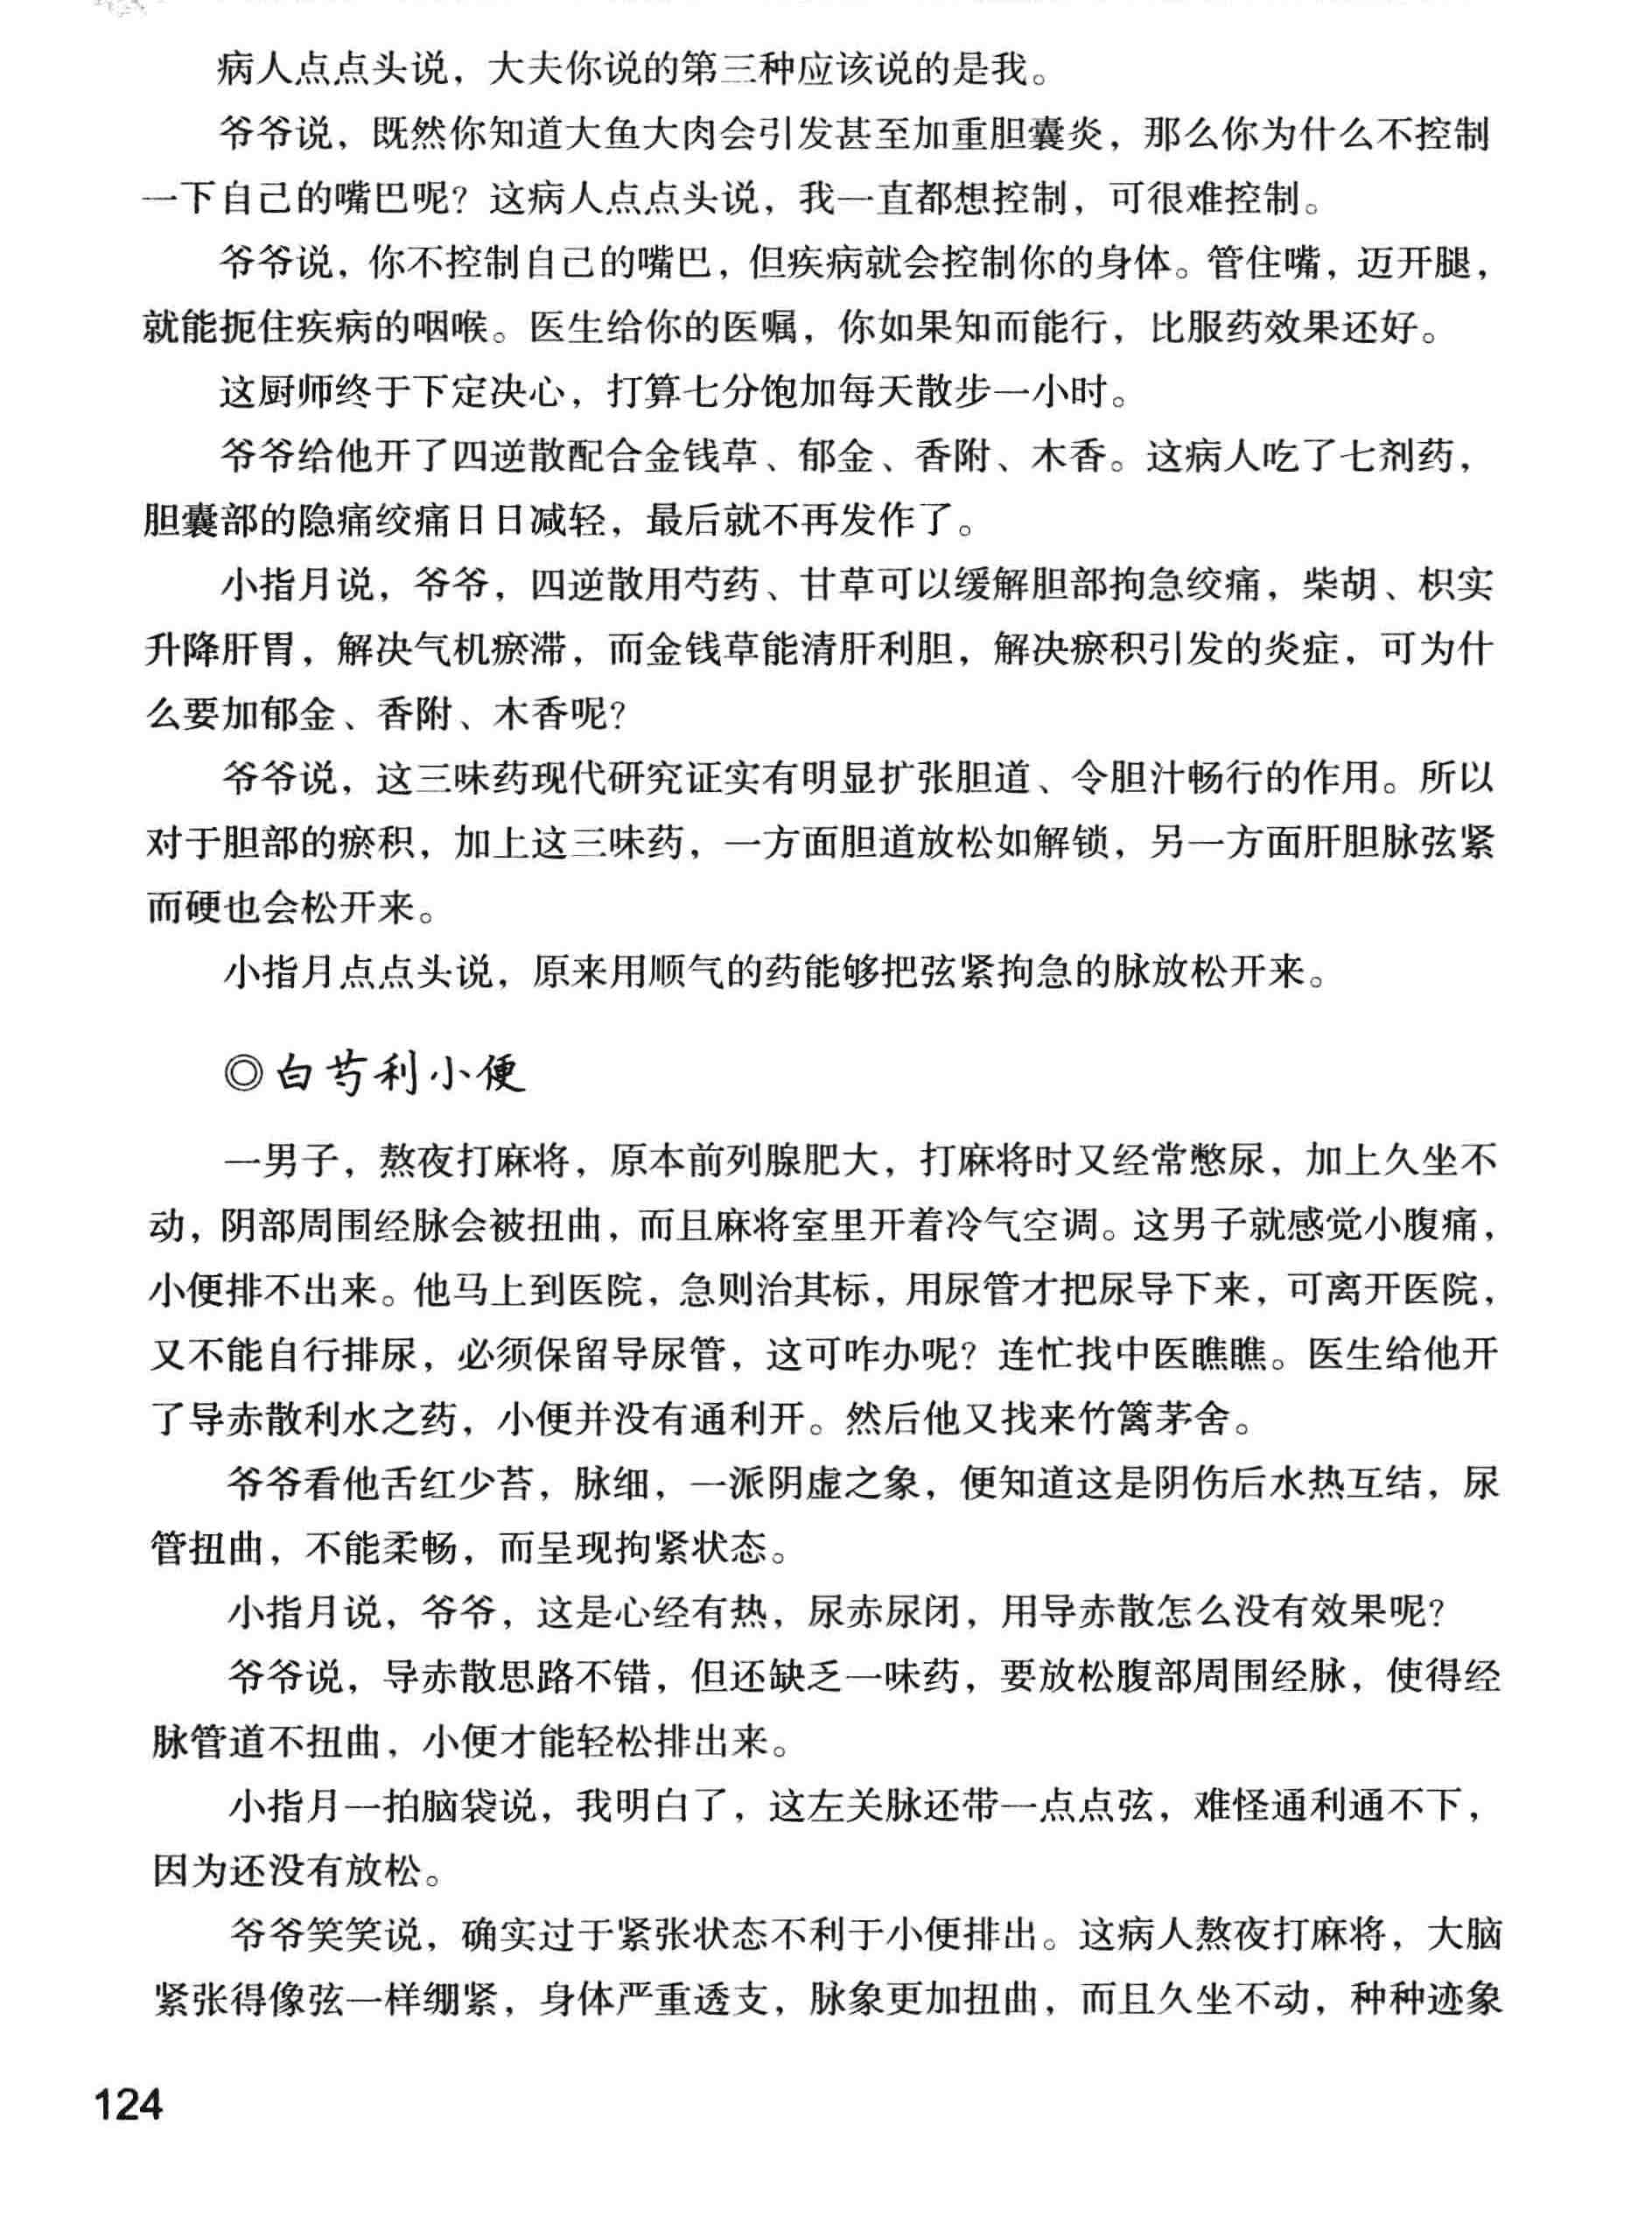 病人点点头说，大夫你说的第三种应该说的是我。
爷爷说，既然你知道大鱼大肉会引发甚至加重胆囊炎，那么你为什么不控制
一下自己的嘴巴呢？这病人点点头说，我一直都想控制，可很难控制。
爷爷说，你不控制自己的嘴巴，但疾病就会控制你的身体。管住嘴，迈开腿，
就能扼住疾病的咽喉。医生给你的医嘱，你如果知而能行，比服药效果还好。
这厨师终于下定决心，打算七分饱加每天散步一小时。
爷爷给他开了四逆散配合金钱草、郁金、香附、木香。这病人吃了七剂药，
胆囊部的隐痛绞痛日日减轻，最后就不再发作了。
小指月说，爷爷，四逆散用芍药、甘草可以缓解胆部拘急绞痛，柴胡、枳实
升降肝胃，解决气机瘀滞，而金钱草能清肝利胆，解决瘀积引发的炎症，可为什
么要加郁金、香附、木香呢？
爷爷说，这三味药现代研究证实有明显扩张胆道、令胆汁畅行的作用。所以
对于胆部的瘀积，加上这三味药，一方面胆道放松如解锁，另一方面肝胆脉弦紧
而硬也会松开来。
小指月点点头说，原来用顺气的药能够把弦紧拘急的脉放松开来。
◎白芍利小便
一男子，熬夜打麻将，原本前列腺肥大，打麻将时又经常憋尿，加上久坐不
动，阴部周围经脉会被扭曲，而且麻将室里开着冷气空调。这男子就感觉小腹痛，
小便排不出来。他马上到医院，急则治其标，用尿管才把尿导下来，可离开医院，
又不能自行排尿，必须保留导尿管，这可咋办呢？连忙找中医瞧瞧。医生给他开
了导赤散利水之药，小便并没有通利开。然后他又找来竹篱茅舍。
爷爷看他舌红少苔，脉细，一派阴虚之象，便知道这是阴伤后水热互结，尿
管扭曲，不能柔畅，而呈现拘紧状态。
小指月说，爷爷，这是心经有热，尿赤尿闭，用导赤散怎么没有效果呢？
爷爷说，导赤散思路不错，但还缺乏一味药，要放松腹部周围经脉，使得经
脉管道不扭曲，小便才能轻松排出来。
小指月一拍脑袋说，我明白了，这左关脉还带一点点弦，难怪通利通不下，
因为还没有放松。
爷爷笑笑说，确实过于紧张状态不利于小便排出。这病人熬夜打麻将，大脑
紧张得像弦一样绷紧，身体严重透支，脉象更加扭曲，而且久坐不动，种种迹象
124